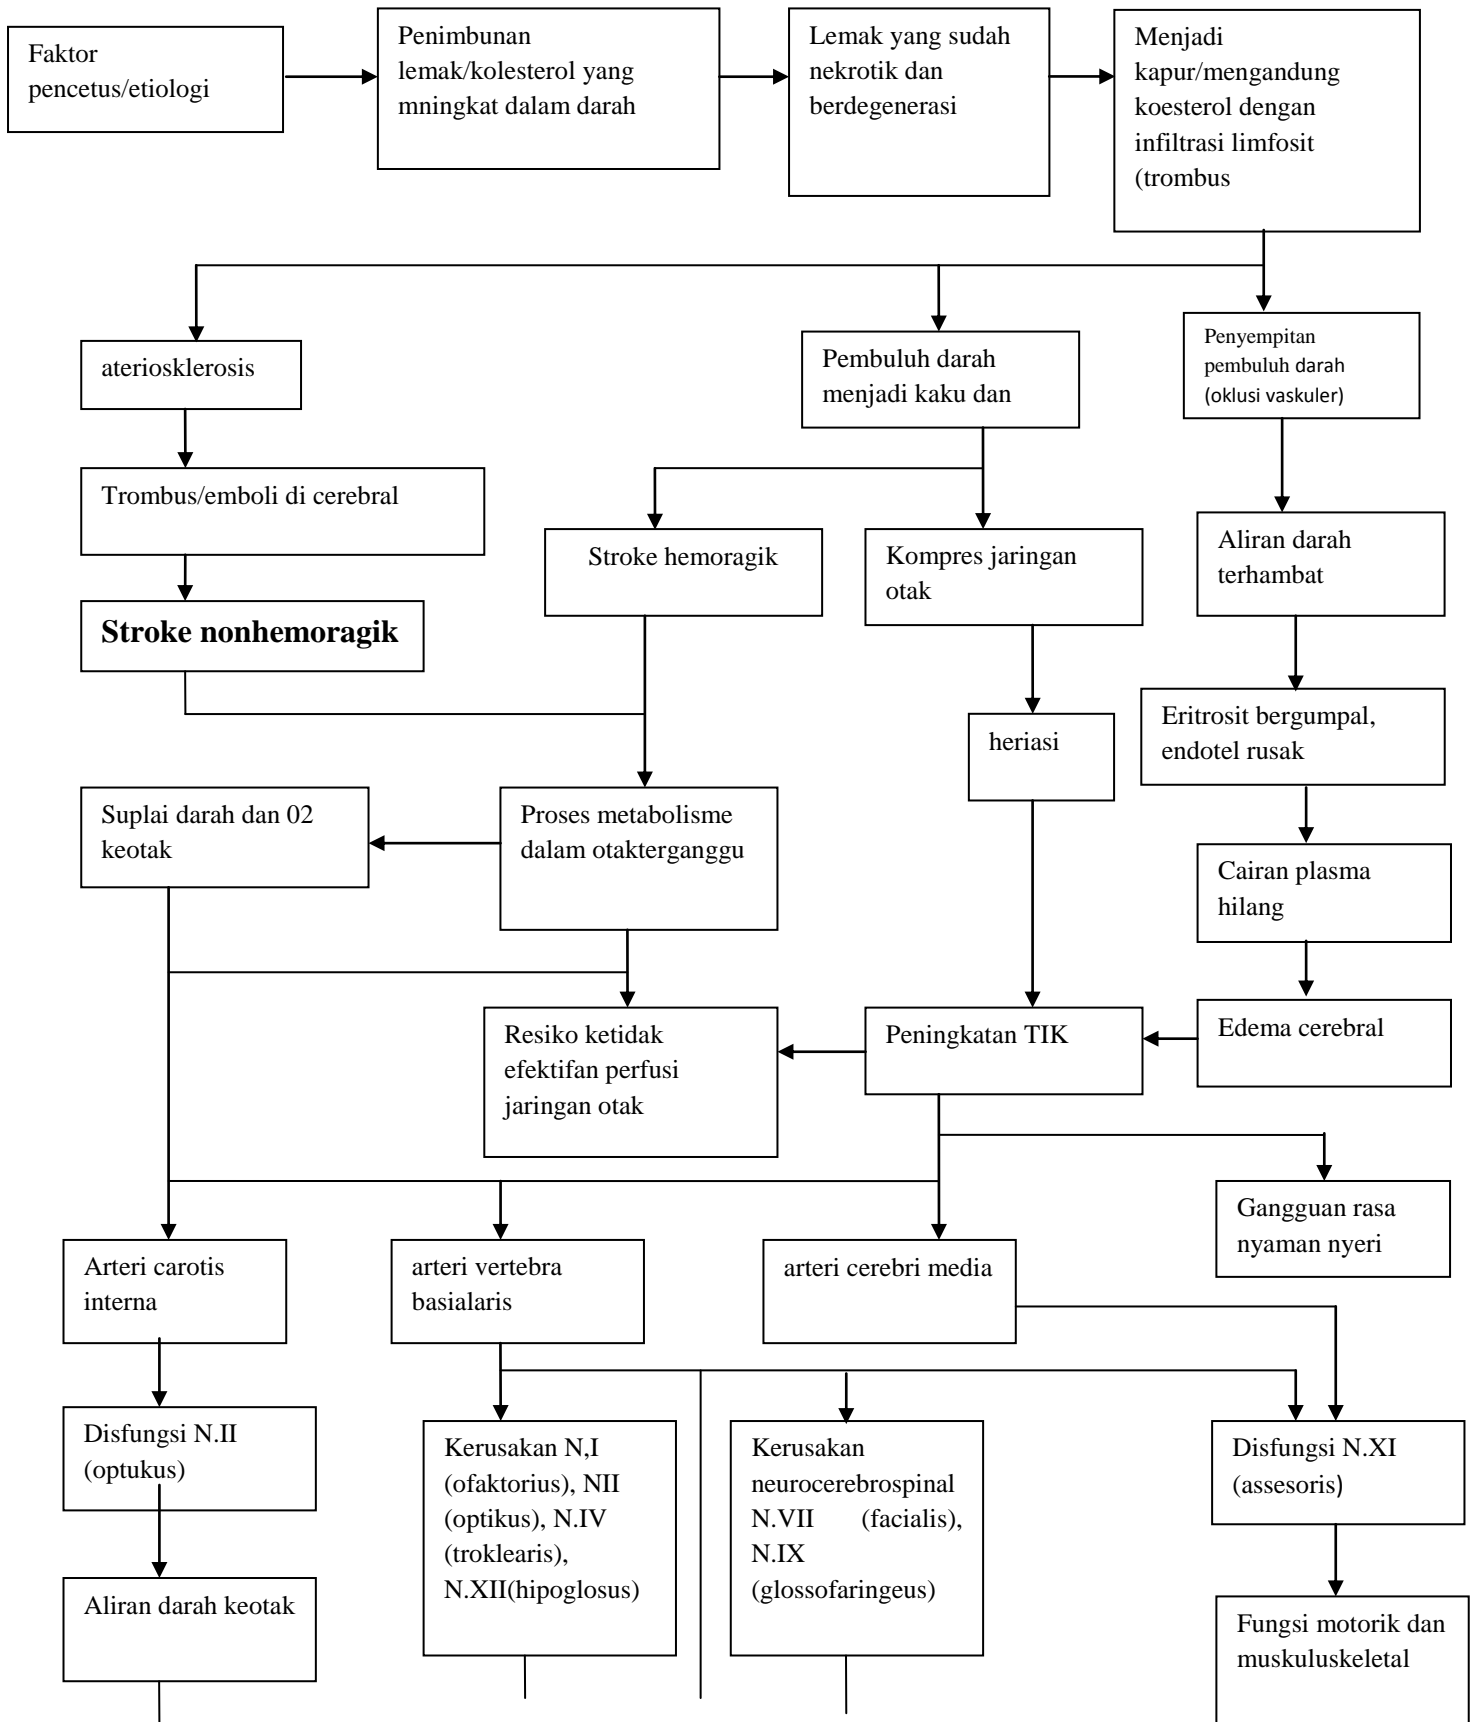 Faktor
pencetus/etiologi
Penimbunan
lemak/kolesterol yang
mningkat dalam darah
Lemak yang sudah
nekrotik dan
berdegenerasi
Menjadi
kapur/mengandung
koesterol dengan
infiltrasi limfosit
(trombus
ateriosklerosis
Pembuluh darah
menjadi kaku dan
Penyempitan
pembuluh darah
(oklusi vaskuler)
Trombus/emboli di cerebral
Stroke hemoragik
Kompres jaringan
otak
Aliran darah
terhambat
Stroke nonhemoragik
heriasi
Eritrosit bergumpal,
endotel rusak
Suplai darah dan 02
keotak
Proses metabolisme
dalam otakterganggu
Cairan plasma
hilang
Resiko ketidak
efektifan perfusi
jaringan otak
Peningkatan TIK
Edema cerebral
Gangguan rasa
nyaman nyeri
Arteri carotis
interna
arteri vertebra
basialaris
arteri cerebri media
Disfungsi N.II
(optukus)
Kerusakan N,I
(ofaktorius), NII
(optikus), N.IV
(troklearis),
N.XII(hipoglosus)
Kerusakan
neurocerebrospinal
N.VII (facialis),
N.IX
(glossofaringeus)
Disfungsi N.XI
(assesoris)
Aliran darah keotak
Fungsi motorik dan
muskuluskeletal